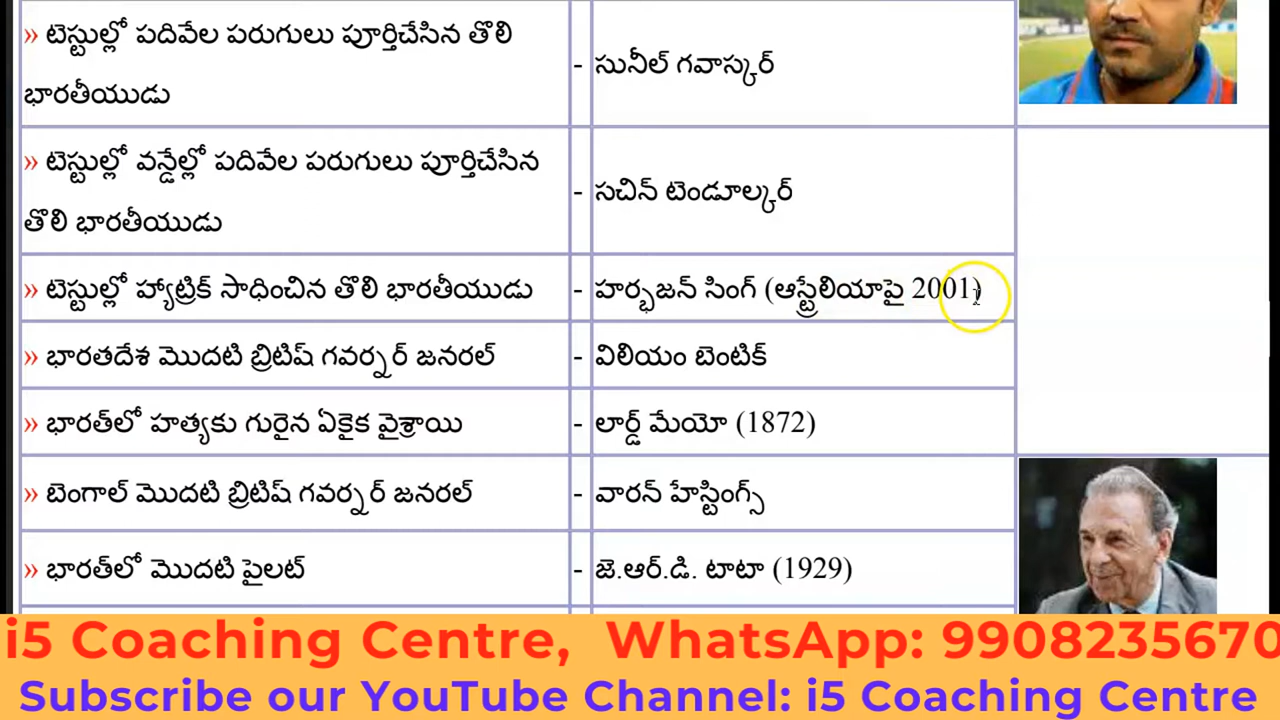 » టెస్టుల్లో పదివేల పరుగులు పూర్తిచేసిన తొలి
భారతీయుడు
- సునీల్ గవాస్కర్
» టెస్టుల్లో వన్డేల్లో పదివేల పరుగులు పూర్తిచేసిన
తొలి భారతీయుడు
- సచిన్ టెండూల్కర్
» టెస్టుల్లో హ్యాట్రిక్ సాధించిన తొలి భారతీయుడు - హర్భజన్ సింగ్ (ఆస్ట్రేలియాపై 2001)
» భారతదేశ మొదటి బ్రిటిష్ గవర్నర్ జనరల్ - విలియం బెంటిక్
» భారత్‌లో హత్యకు గురైన ఏకైక వైశ్రాయి - లార్డ్ మేయో (1872)
» బెంగాల్ మొదటి బ్రిటిష్ గవర్నర్ జనరల్ - వారన్ హేస్టింగ్స్
» భారత్‌లో మొదటి పైలట్ - జె.ఆర్.డి. టాటా (1929)
i5 Coaching Centre, WhatsApp: 9908235670
Subscribe our YouTube Channel: i5 Coaching Centre